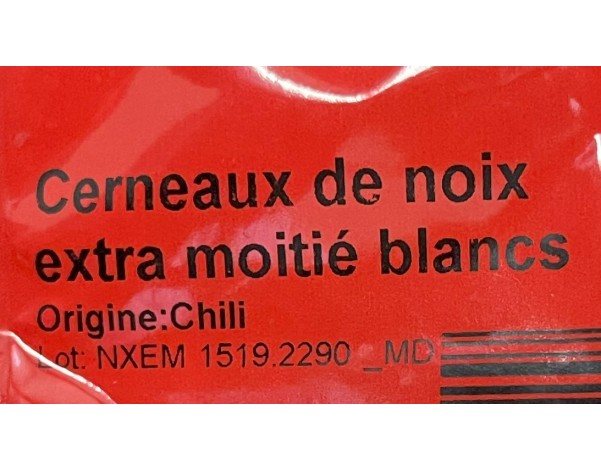 Cerneaux de noix
extra moitié blancs
Origine:Chili
Lot: NXEM 1519.2290 _MD